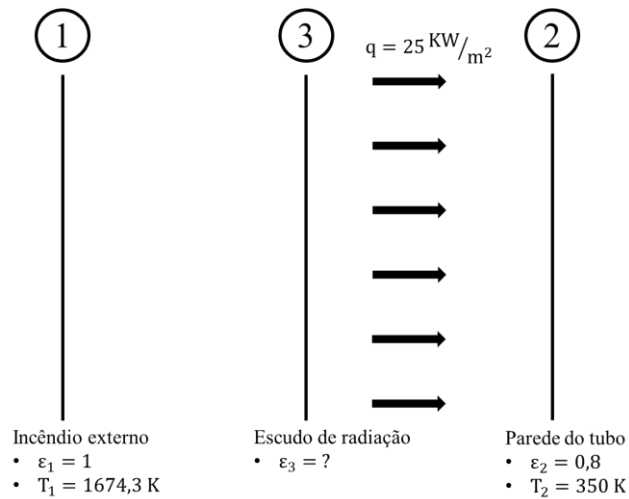 1
3
q = 25 KW/m²
2
Incêndio externo
• ε₁ = 1
• T₁ = 1674,3 K
Escudo de radiação
• ε₃ = ?
Parede do tubo
• ε₂ = 0,8
• T₂ = 350 K